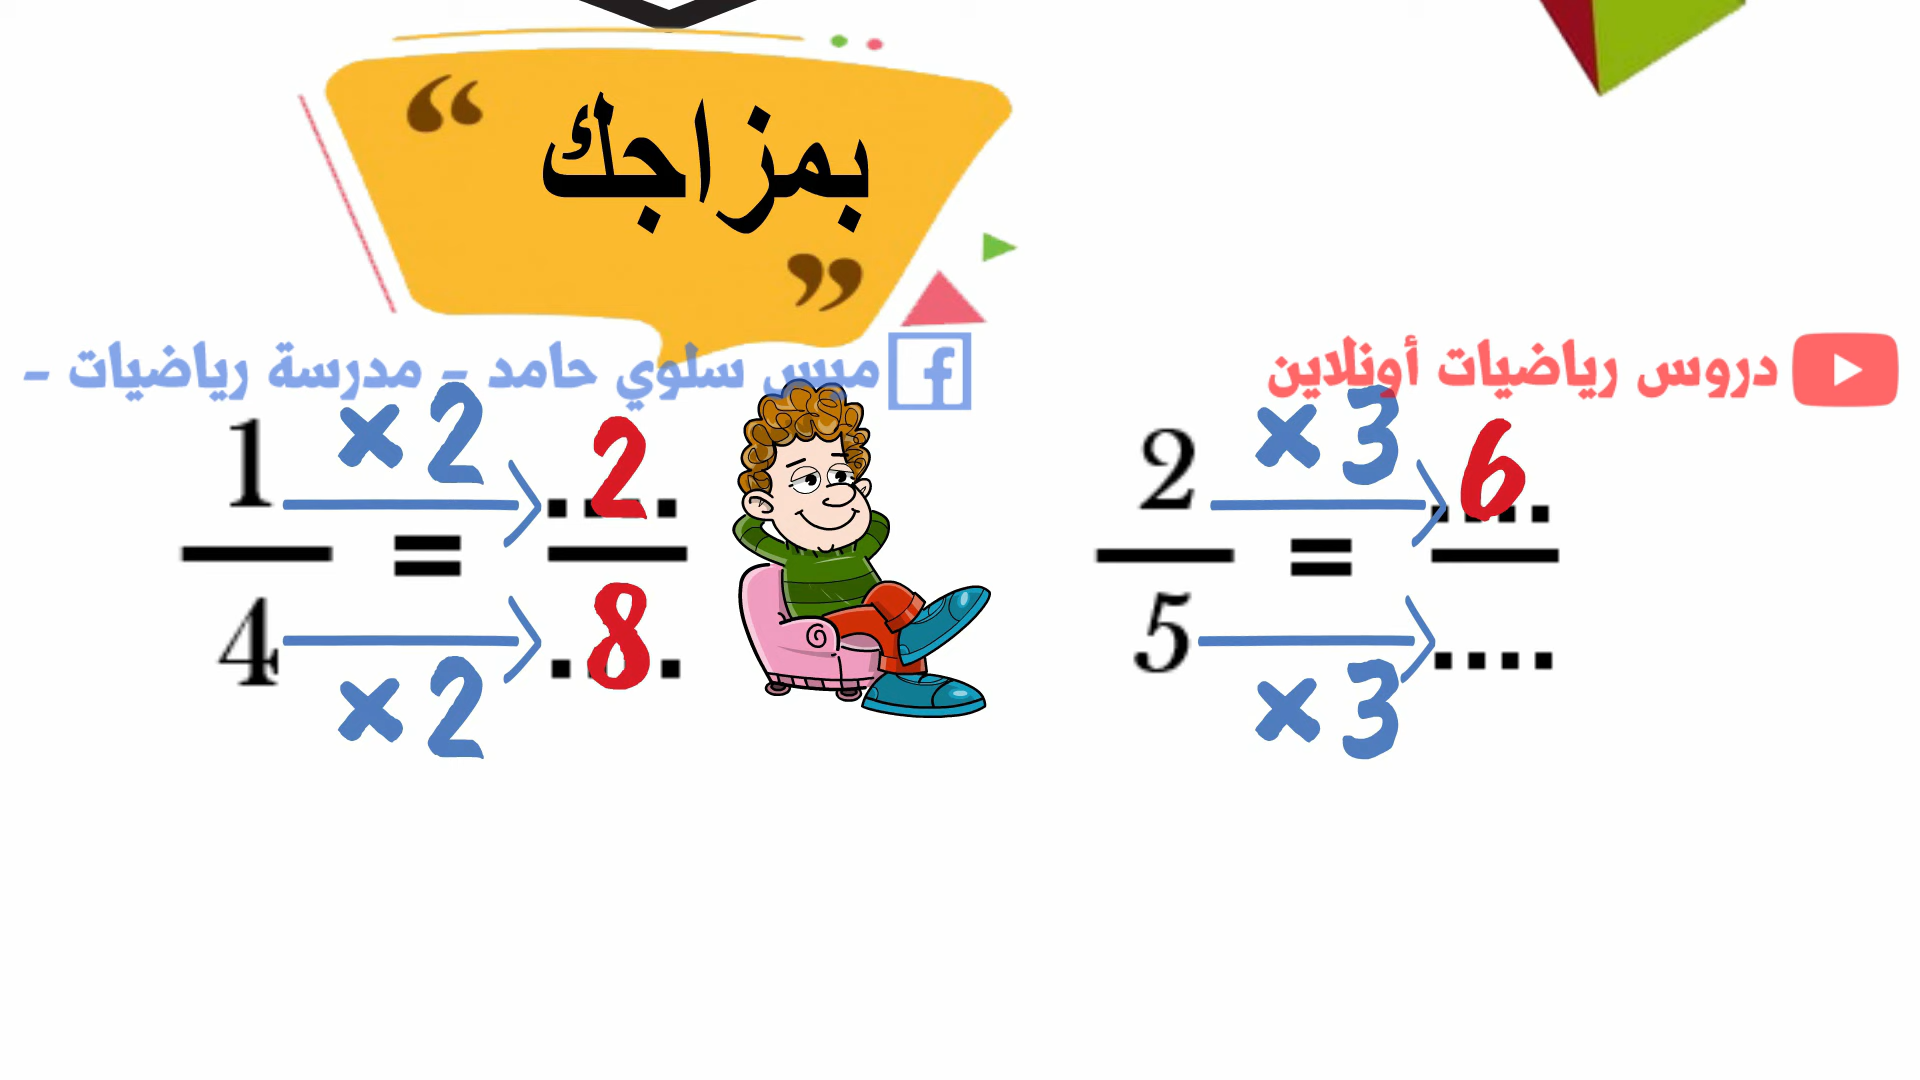 “ بمزاجك ”
ميس سلوي حامد - مدرسة رياضيات -
دروس رياضيات أونلاين
× 2
1/4 = 2/8
× 2
× 3
2/5 = 6/....
× 3